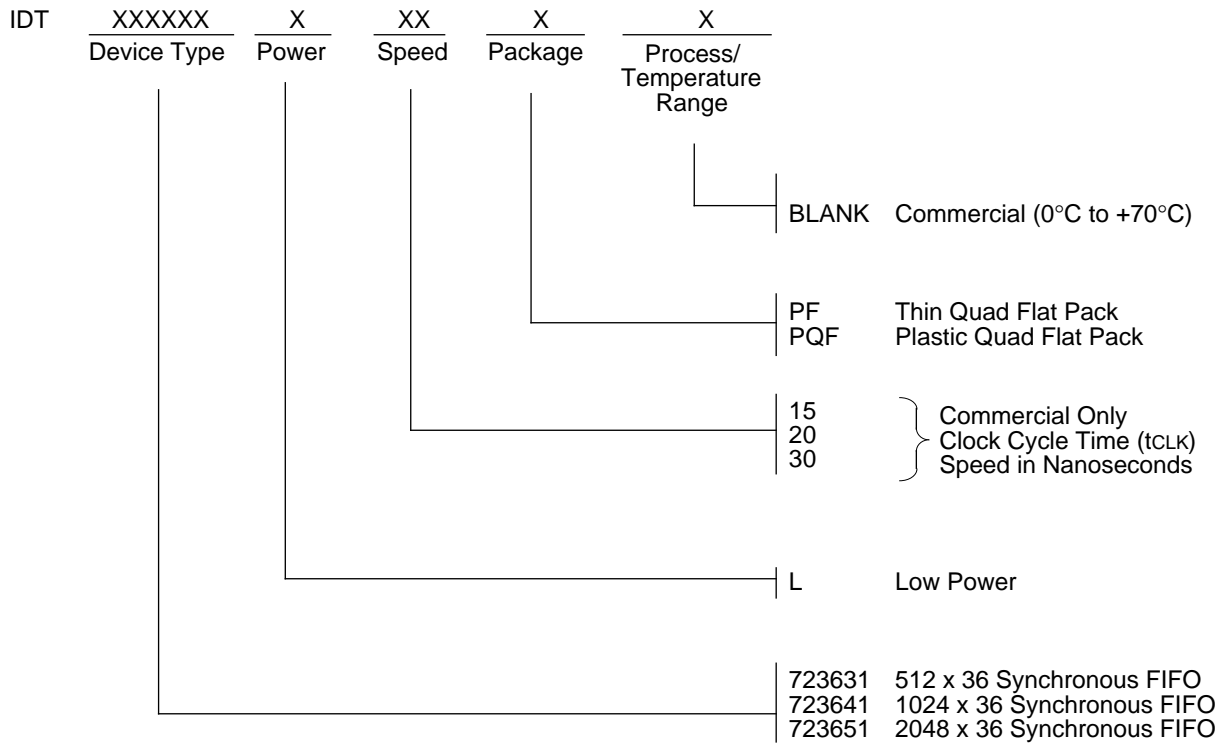 IDT XXXXXX X XX X X
Device Type Power Speed Package Process/
Temperature
Range
BLANK Commercial (0°C to +70°C)
PF Thin Quad Flat Pack
PQF Plastic Quad Flat Pack
15
20
30
Commercial Only
Clock Cycle Time (tCLK)
Speed in Nanoseconds
L Low Power
723631 512 x 36 Synchronous FIFO
723641 1024 x 36 Synchronous FIFO
723651 2048 x 36 Synchronous FIFO